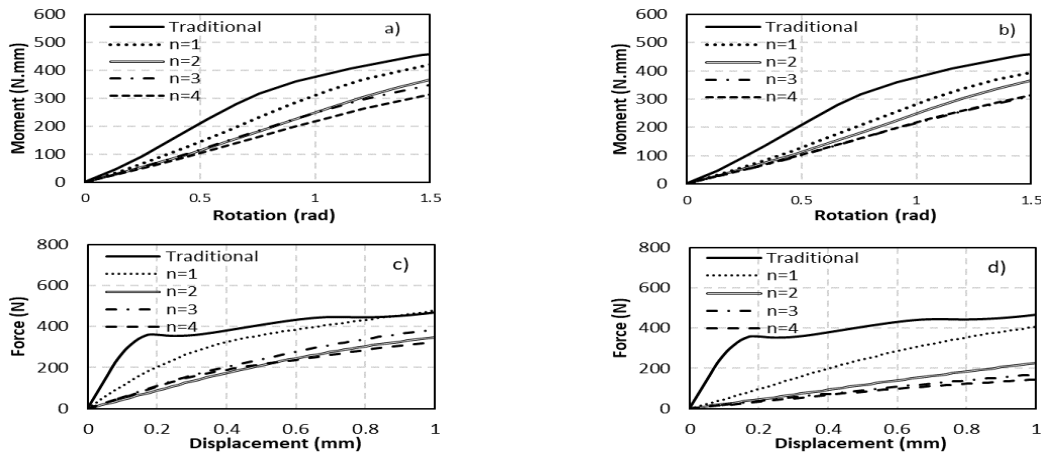 600
500
400
300
200
100
0
Moment (N.mm)
Traditional
n=1
n=2
n=3
n=4
a)
0 0.5 1 1.5
Rotation (rad)
600
500
400
300
200
100
0
Moment (N.mm)
Traditional
n=1
n=2
n=3
n=4
b)
0 0.5 1 1.5
Rotation (rad)
800
600
400
200
0
Force (N)
Traditional
n=1
n=2
n=3
n=4
c)
0 0.2 0.4 0.6 0.8 1
Displacement (mm)
800
600
400
200
0
Force (N)
Traditional
n=1
n=2
n=3
n=4
d)
0 0.2 0.4 0.6 0.8 1
Displacement (mm)